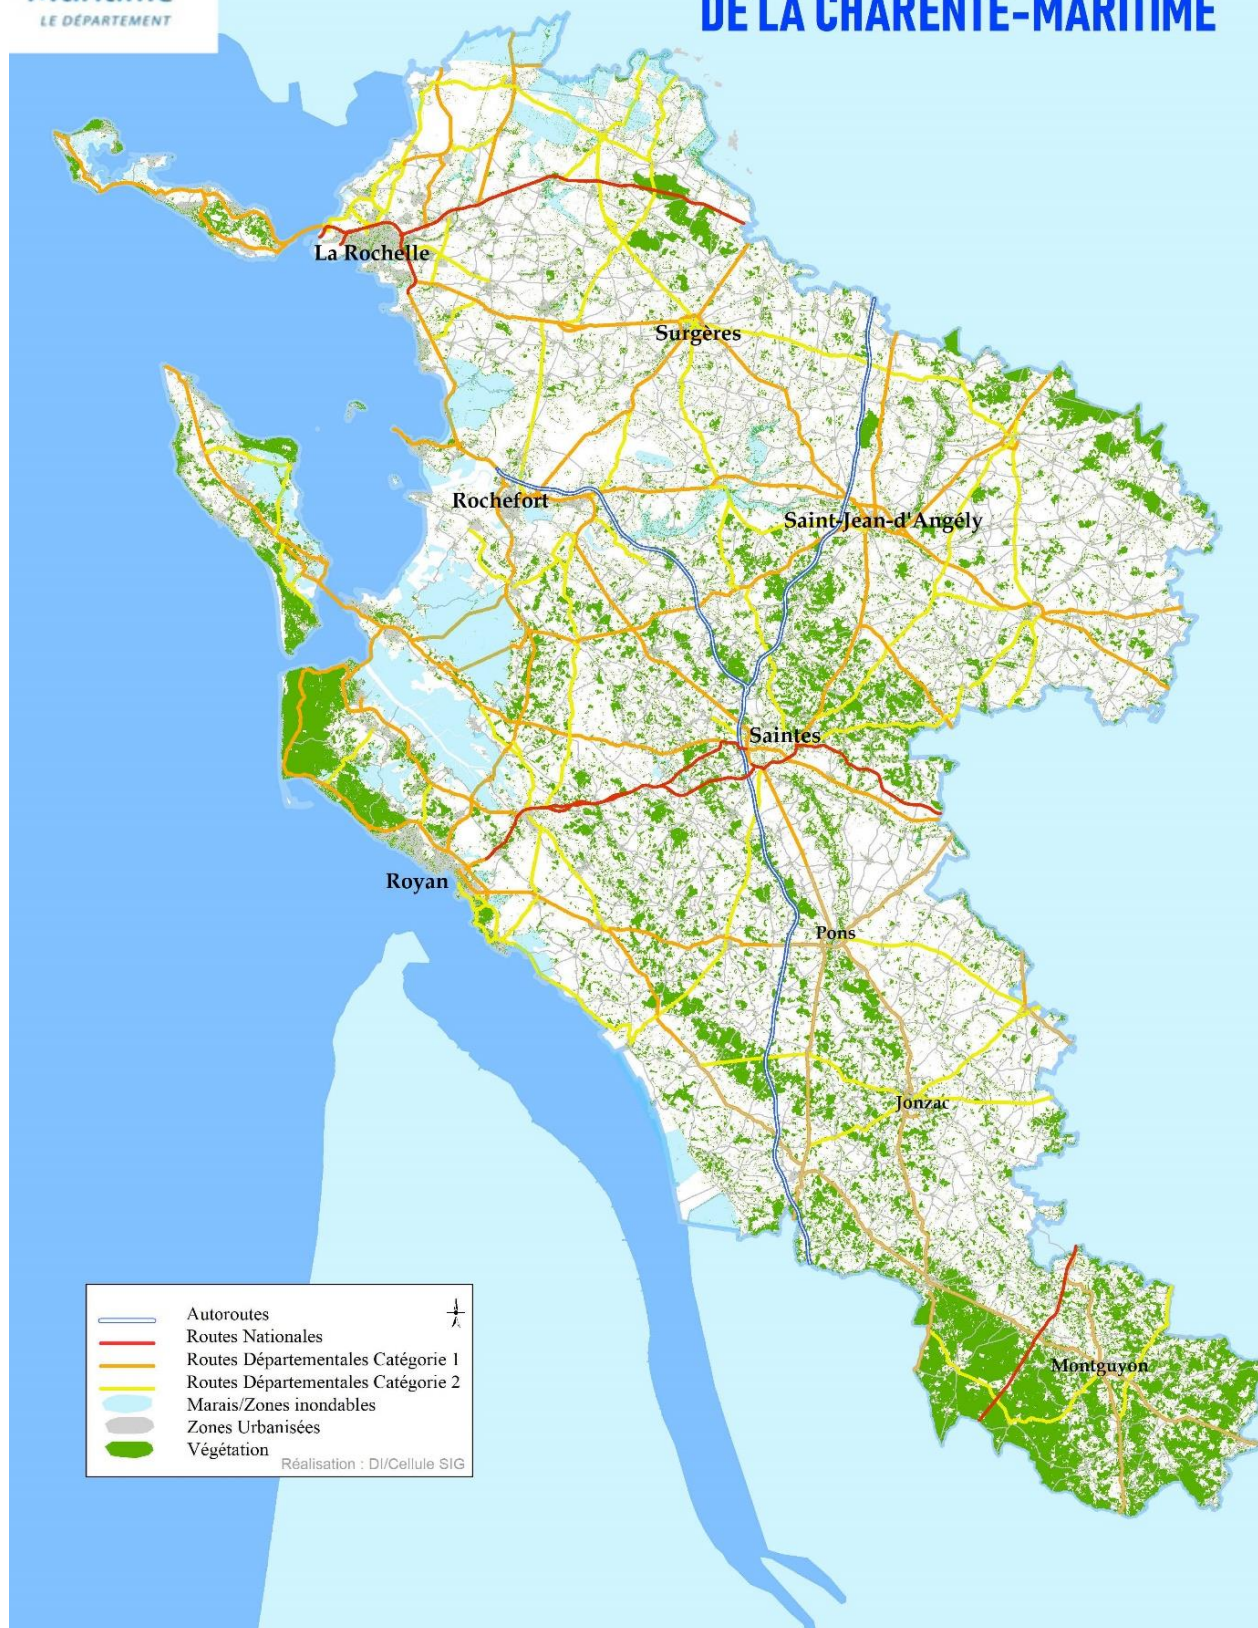 LE DÉPARTEMENT
DE LA CHARENTE-MARITIME
La Rochelle
Surgères
Rochefort
Saint-Jean-d'Angély
Saintes
Royan
Pons
Jonzac
Montguyon
Autoroutes
Routes Nationales
Routes Départementales Catégorie 1
Routes Départementales Catégorie 2
Marais/Zones inondables
Zones Urbanisées
Végétation
Réalisation : DI/Cellule SIG